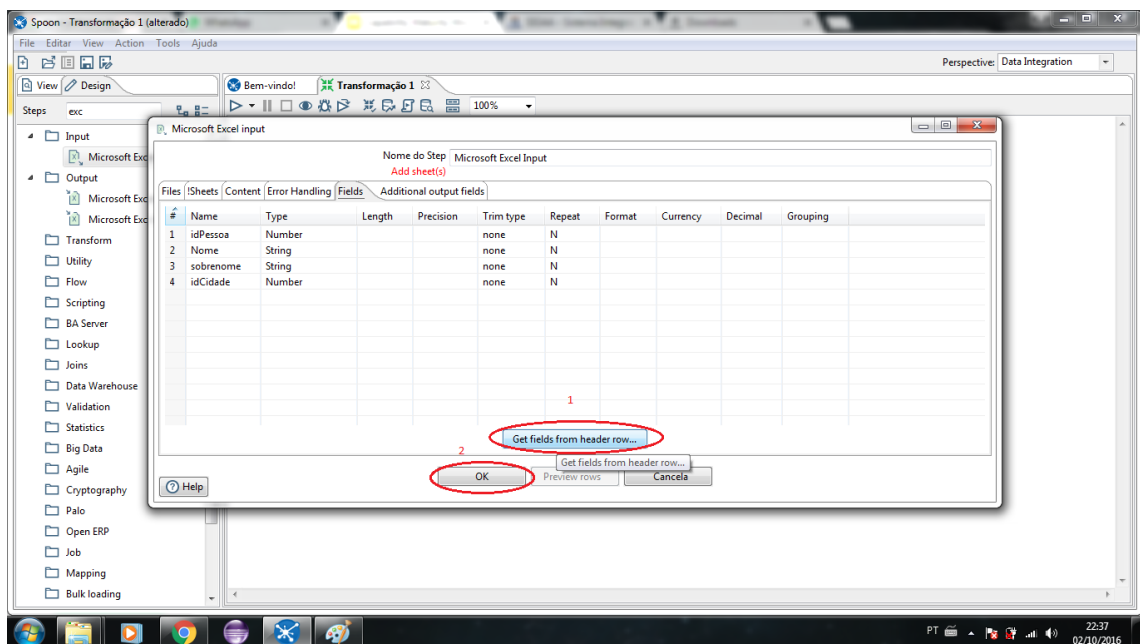 Spoon - Transformação 1 (alterado)
File Editar View Action Tools Ajuda
Perspective: Data Integration
View Design
Bem-vindo! Transformação 1
Steps exc
100%
Input
Microsoft Exc
Output
Microsoft Exc
Microsoft Exc
Transform
Utility
Flow
Scripting
BA Server
Lookup
Joins
Data Warehouse
Validation
Statistics
Big Data
Agile
Cryptography
Palo
Open ERP
Job
Mapping
Bulk loading
Microsoft Excel input
Nome do Step Microsoft Excel Input
Add sheet(s)
Files !Sheets Content Error Handling Fields Additional output fields
# Name Type Length Precision Trim type Repeat Format Currency Decimal Grouping
1 idPessoa Number none N
2 Nome String none N
3 sobrenome String none N
4 idCidade Number none N
1
Get fields from header row...
2
Get fields from header row...
OK Preview rows Cancela
Help
PT 22:37
02/10/2016